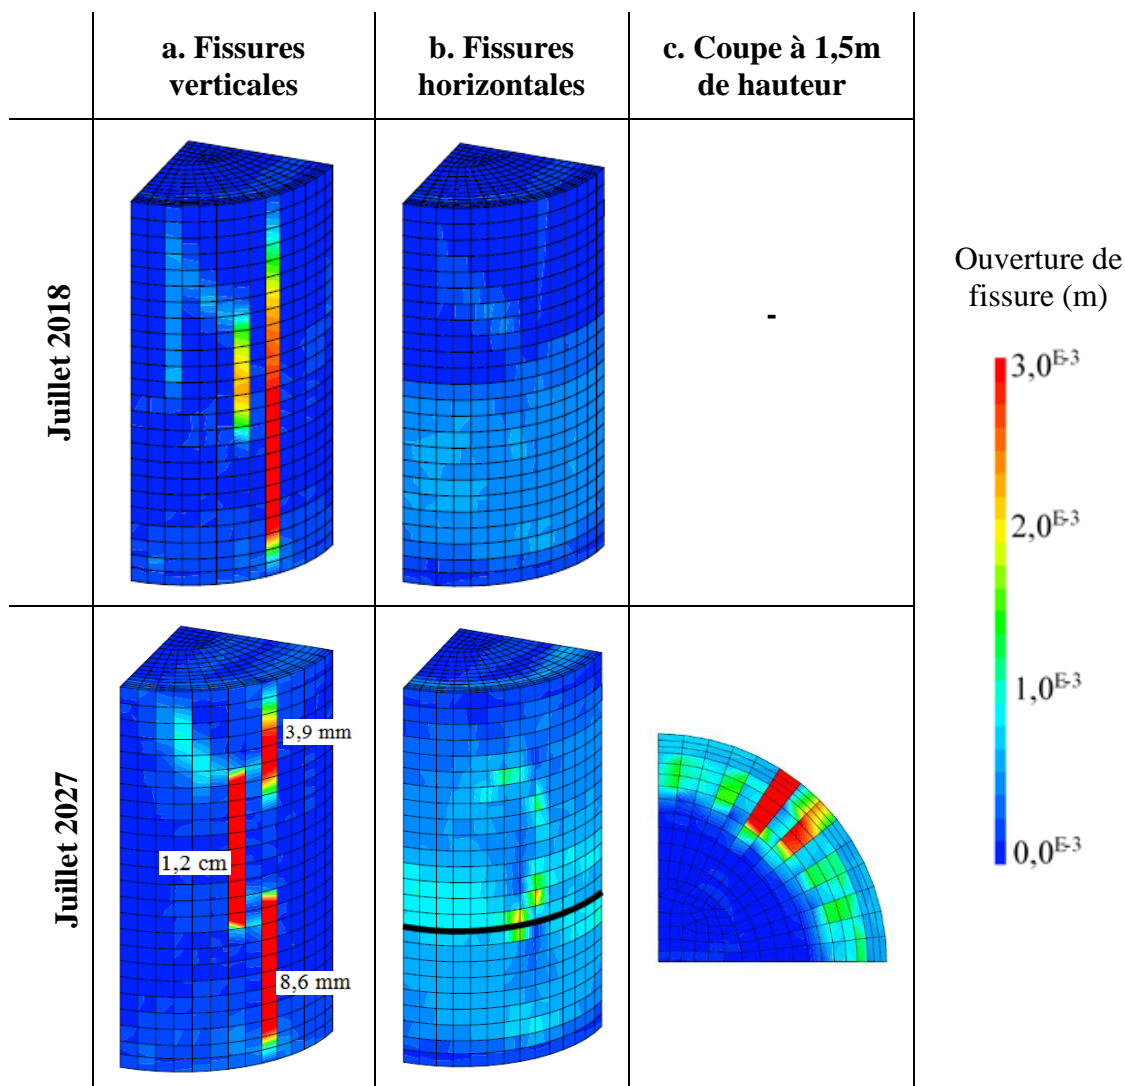 a. Fissures
verticales
b. Fissures
horizontales
c. Coupe à 1,5m
de hauteur
Juillet 2018
-
Ouverture de
fissure (m)
3,0E-3
2,0E-3
1,0E-3
0,0E-3
Juillet 2027
3,9 mm
1,2 cm
8,6 mm